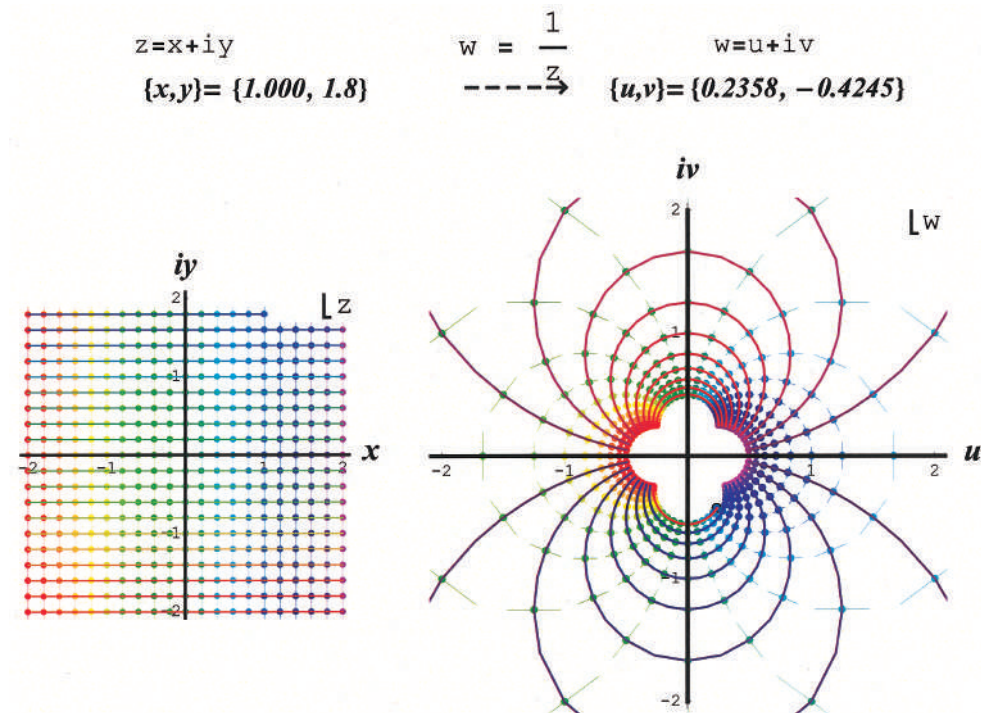 z=x+iy w = 1/z w=u+iv
{x,y}= {1.000, 1.8} {u,v}= {0.2358, −0.4245}
iv
2
⌊w
iy
2
⌊z
1
1
-2 -1 1 2 x
-2 -1 1 2 u
-1
-1
-2
-2